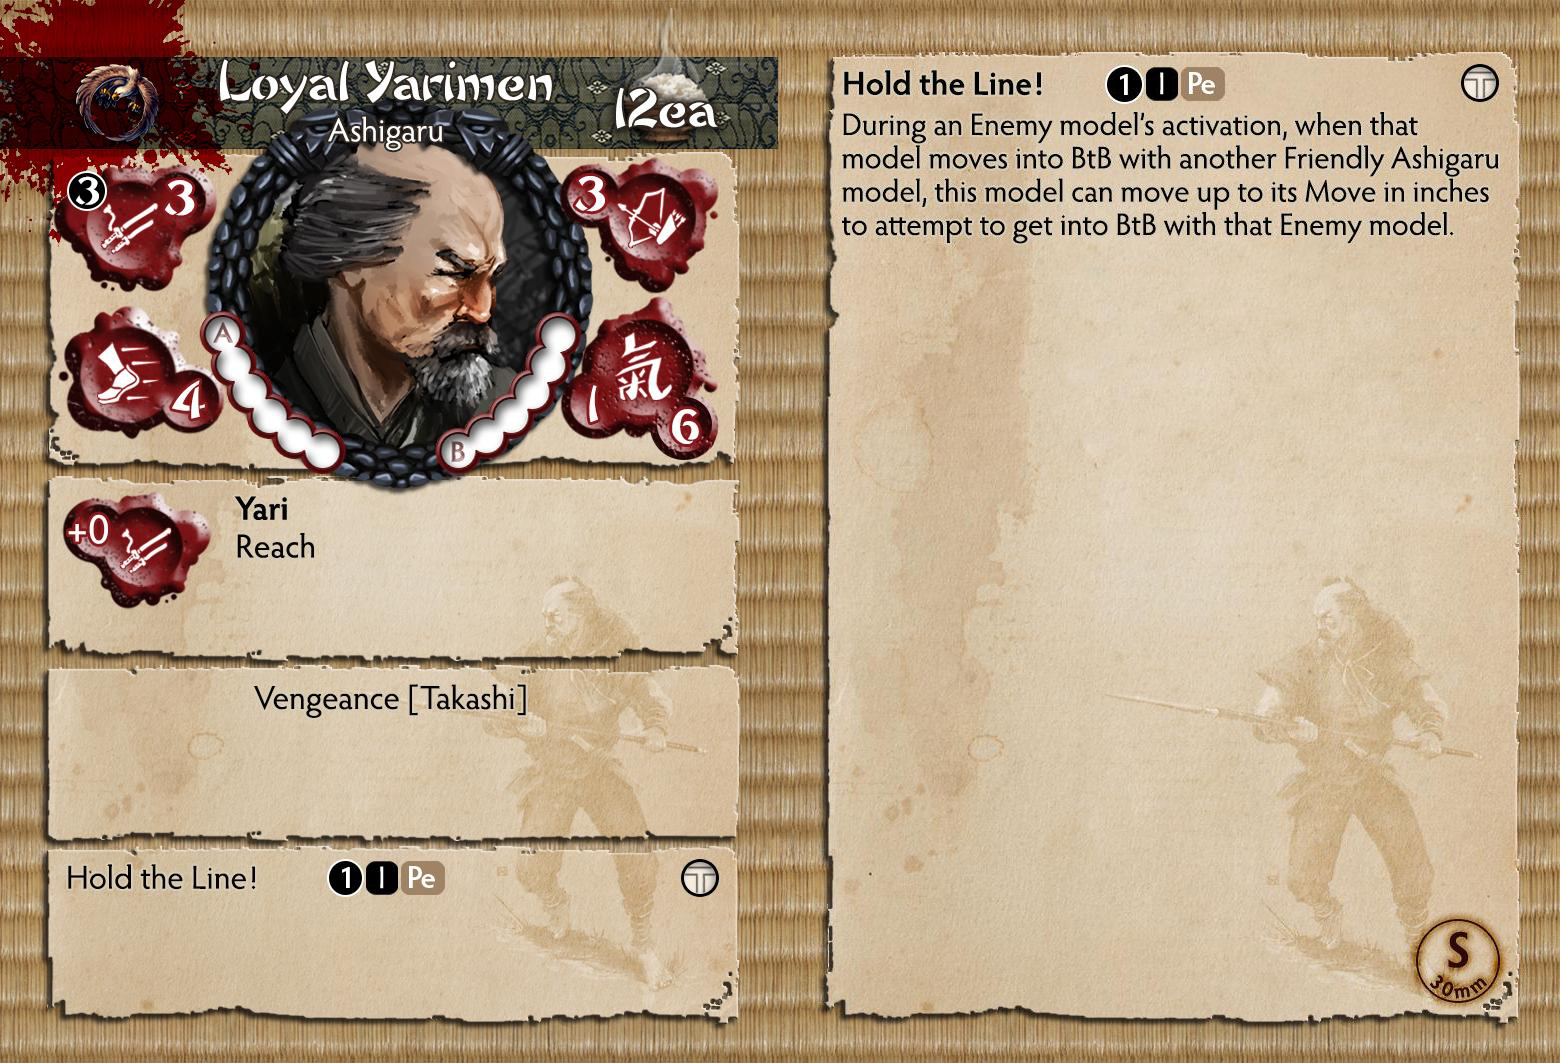 Loyal Yarimen
12ea
Ashigaru
3 3
3
A
4
氣
1 6
B
+0
Yari
Reach
Vengeance [Takashi]
Hold the Line! 1 I Pe T
Hold the Line! 1 I Pe T
During an Enemy model's activation, when that
model moves into BtB with another Friendly Ashigaru
model, this model can move up to its Move in inches
to attempt to get into BtB with that Enemy model.
S
30mm